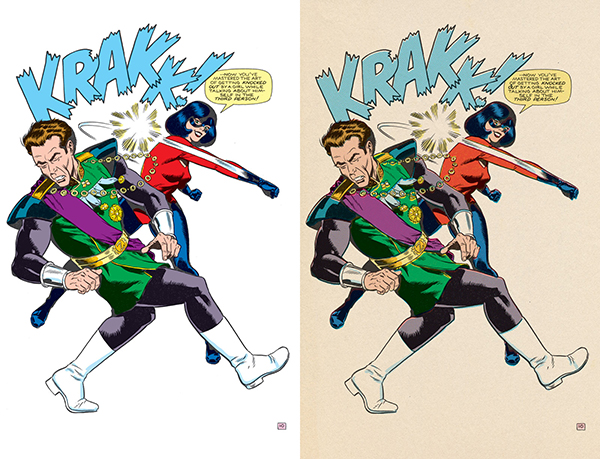 KRAKK!
—NOW YOU'VE
MASTERED THE ART
OF GETTING KNOCKED
OUT BY A GIRL WHILE
TALKING ABOUT HIM-
SELF IN THE
THIRD PERSON!
KRAKK!
—NOW YOU'VE
MASTERED THE ART
OF GETTING KNOCKED
OUT BY A GIRL WHILE
TALKING ABOUT HIM-
SELF IN THE
THIRD PERSON!